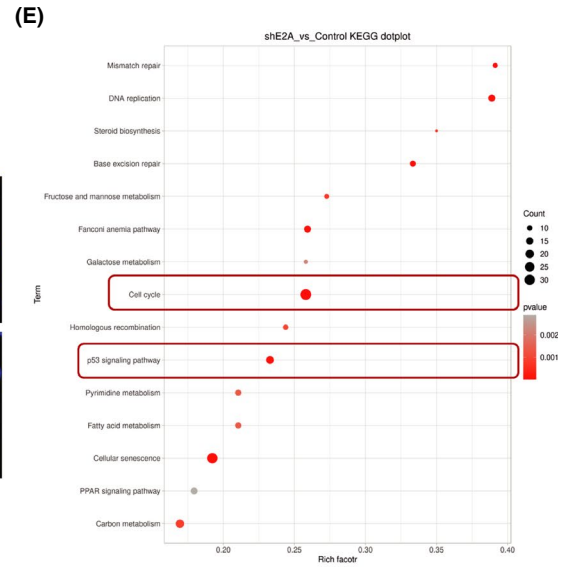 (E)
shE2A_vs_Control KEGG dotplot
Mismatch repair
DNA replication
Steroid biosynthesis
Base excision repair
Fructose and mannose metabolism
Fanconi anemia pathway
Galactose metabolism
Cell cycle
Homologous recombination
p53 signaling pathway
Pyrimidine metabolism
Fatty acid metabolism
Cellular senescence
PPAR signaling pathway
Carbon metabolism
Term
0.20 0.25 0.30 0.35 0.40
Rich facotr
Count
10
15
20
25
30
pvalue
0.002
0.001